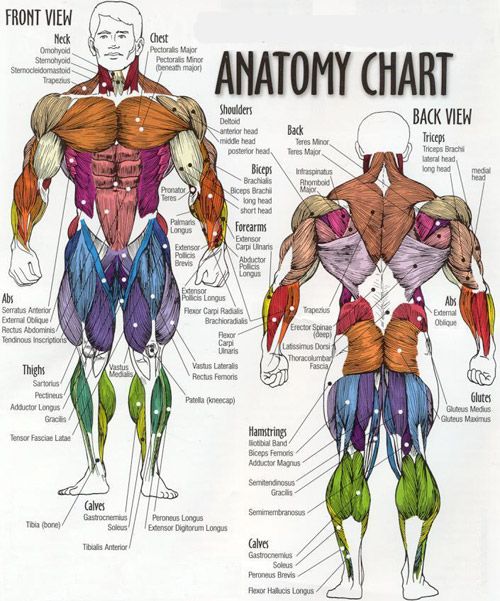 FRONT VIEW
Neck
Omohyoid
Sternohyoid
Sternocleidomastoid
Trapezius
Chest
Pectoralis Major
Pectoralis Minor
(beneath major)
ANATOMY CHART
BACK VIEW
Shoulders
Deltoid
anterior head
middle head
posterior head
Back
Teres Minor
Teres Major
Infraspinatus
Rhomboid
Major
Triceps
Triceps Brachii
lateral head
long head
medial
head
Biceps
Brachialis
Biceps Brachii
long head
short head
Pronator
Teres
Palmaris
Longus
Forearms
Extensor
Carpi Ulnaris
Abductor
Pollicis
Longus
Extensor
Pollicis
Brevis
Extensor
Pollicis Longus
Flexor Carpi Radialis
Brachioradialis
Flexor
Carpi
Ulnaris
Abs
Serratus Anterior
External Oblique
Rectus Abdominis
Tendinous Inscriptions
Trapezius
Erector Spinae
(deep)
Latissimus Dorsi
Thoracolumbar
Fascia
Abs
External
Oblique
Thighs
Sartorius
Pectineus
Adductor Longus
Gracilis
Tensor Fasciae Latae
Vastus
Medialis
Vastus Lateralis
Rectus Femoris
Patella (kneecap)
Glutes
Gluteus Medius
Gluteus Maximus
Hamstrings
Iliotibial Band
Biceps Femoris
Adductor Magnus
Semitendinosus
Gracilis
Semimembranosus
Calves
Gastrocnemius
Soleus
Tibia (bone)
Tibialis Anterior
Peroneus Longus
Extensor Digitorum Longus
Calves
Gastrocnemius
Soleus
Peroneus Brevis
Flexor Hallucis Longus